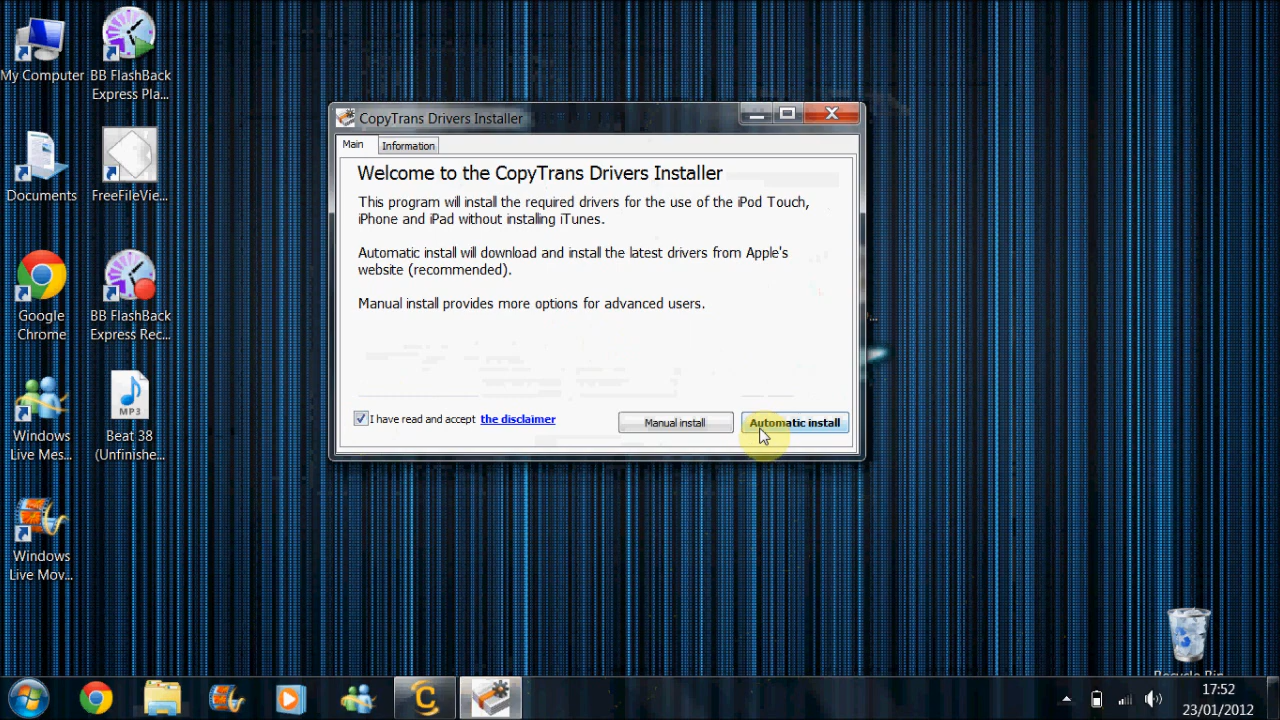 My Computer
BB FlashBack
Express Pla...
Documents
FreeFileVie...
Google
Chrome
BB FlashBack
Express Rec...
Windows
Live Mes...
MP3
Beat 38
(Unfinishe...
Windows
Live Mov...
CopyTrans Drivers Installer
Main
Information
Welcome to the CopyTrans Drivers Installer
This program will install the required drivers for the use of the iPod Touch,
iPhone and iPad without installing iTunes.
Automatic install will download and install the latest drivers from Apple's
website (recommended).
Manual install provides more options for advanced users.
I have read and accept the disclaimer
Manual install
Automatic install
Recycle Bin
17:52
23/01/2012